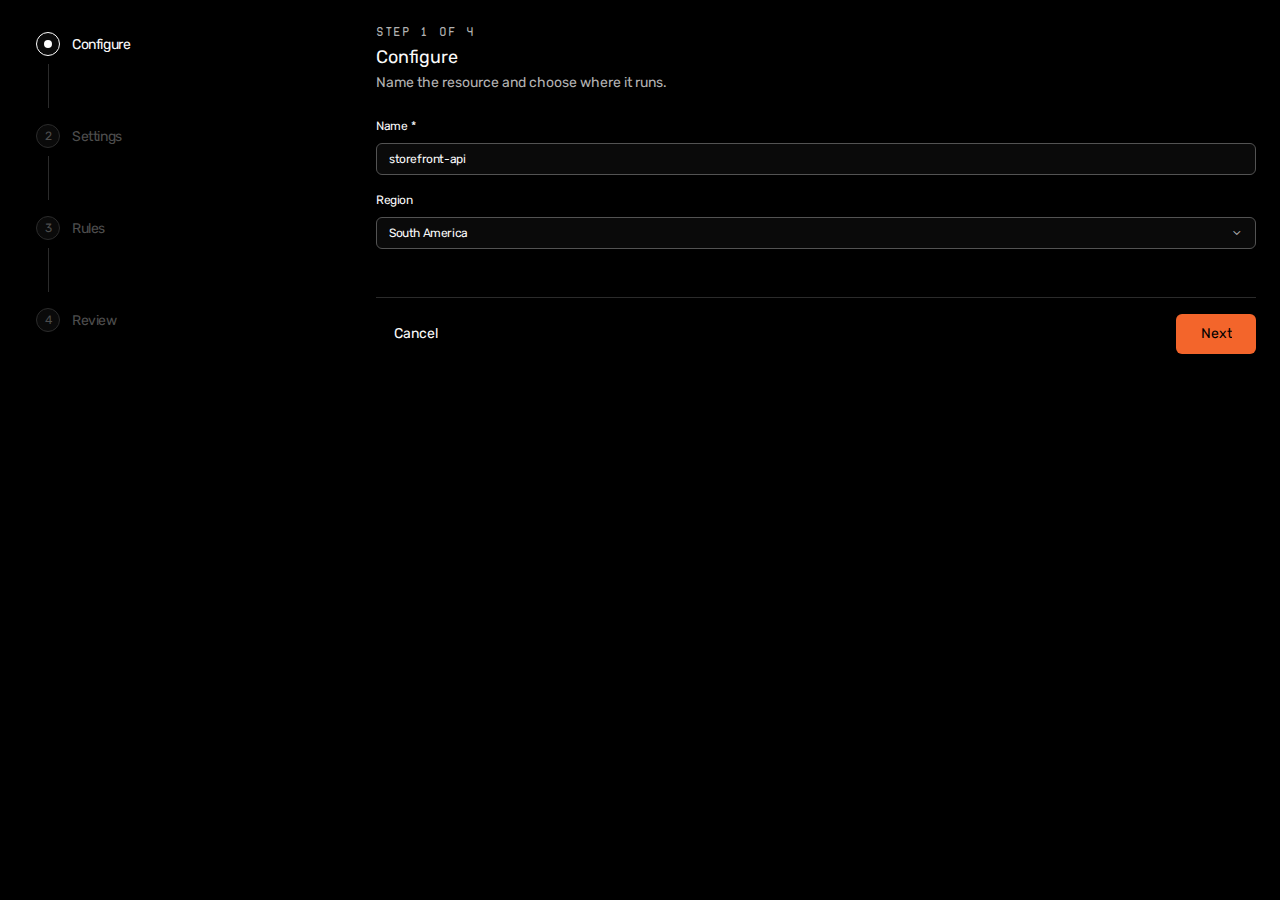 Configure
2 Settings
3 Rules
4 Review
STEP 1 OF 4
Configure
Name the resource and choose where it runs.
Name *
storefront-api
Region
South America
Cancel
Next